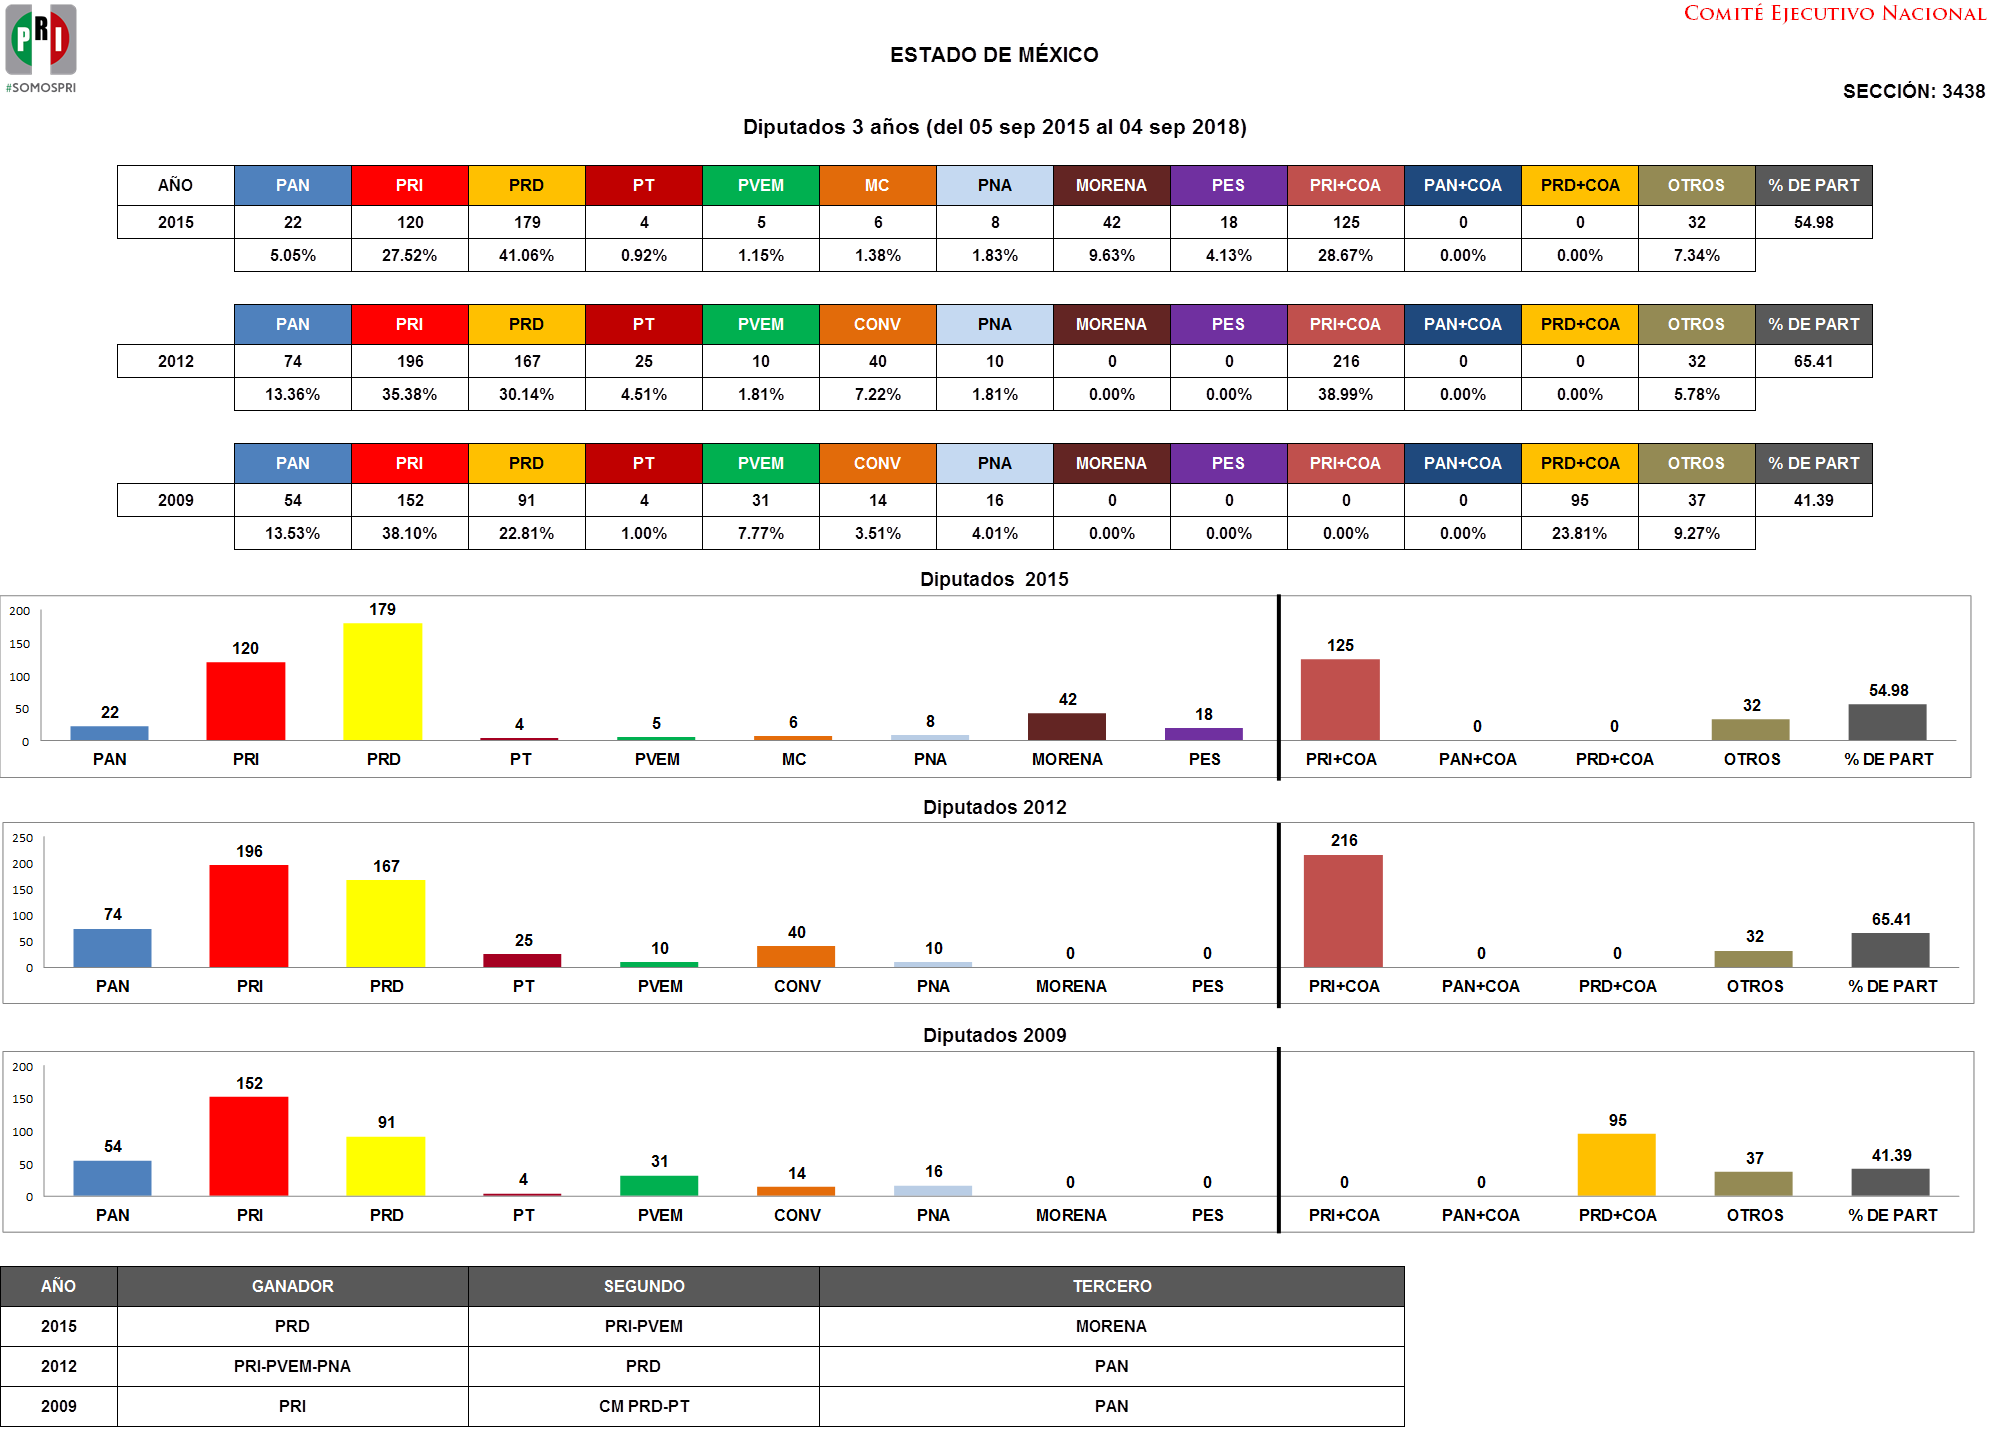 PRI
#SOMOSPRI
COMITÉ EJECUTIVO NACIONAL
ESTADO DE MÉXICO
SECCIÓN: 3438
Diputados 3 años (del 05 sep 2015 al 04 sep 2018)
AÑO PAN PRI PRD PT PVEM MC PNA MORENA PES PRI+COA PAN+COA PRD+COA OTROS % DE PART
2015 22 120 179 4 5 6 8 42 18 125 0 0 32 54.98
5.05% 27.52% 41.06% 0.92% 1.15% 1.38% 1.83% 9.63% 4.13% 28.67% 0.00% 0.00% 7.34%
PAN PRI PRD PT PVEM CONV PNA MORENA PES PRI+COA PAN+COA PRD+COA OTROS % DE PART
2012 74 196 167 25 10 40 10 0 0 216 0 0 32 65.41
13.36% 35.38% 30.14% 4.51% 1.81% 7.22% 1.81% 0.00% 0.00% 38.99% 0.00% 0.00% 5.78%
PAN PRI PRD PT PVEM CONV PNA MORENA PES PRI+COA PAN+COA PRD+COA OTROS % DE PART
2009 54 152 91 4 31 14 16 0 0 0 0 95 37 41.39
13.53% 38.10% 22.81% 1.00% 7.77% 3.51% 4.01% 0.00% 0.00% 0.00% 0.00% 23.81% 9.27%
Diputados 2015
200
150
100
50
0
22 120 179 4 5 6 8 42 18 125 0 0 32 54.98
PAN PRI PRD PT PVEM MC PNA MORENA PES PRI+COA PAN+COA PRD+COA OTROS % DE PART
Diputados 2012
250
200
150
100
50
0
74 196 167 25 10 40 10 0 0 216 0 0 32 65.41
PAN PRI PRD PT PVEM CONV PNA MORENA PES PRI+COA PAN+COA PRD+COA OTROS % DE PART
Diputados 2009
200
150
100
50
0
54 152 91 4 31 14 16 0 0 0 0 95 37 41.39
PAN PRI PRD PT PVEM CONV PNA MORENA PES PRI+COA PAN+COA PRD+COA OTROS % DE PART
AÑO GANADOR SEGUNDO TERCERO
2015 PRD PRI-PVEM MORENA
2012 PRI-PVEM-PNA PRD PAN
2009 PRI CM PRD-PT PAN